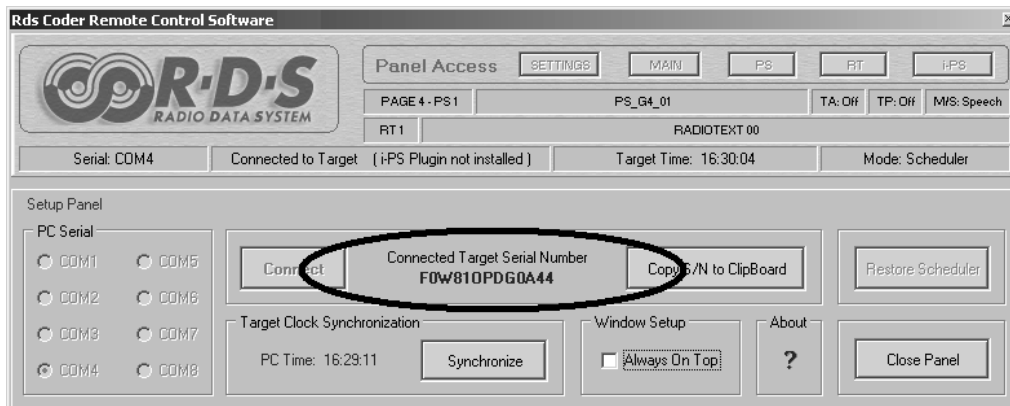 Rds Coder Remote Control Software
R·D·S
RADIO DATA SYSTEM
Panel Access SETTINGS MAIN PS RT i-PS
PAGE 4 - PS 1 PS_G4_01 TA: Off TP: Off M/S: Speech
RT 1 RADIOTEXT 00
Serial: COM4 Connected to Target ( i-PS Plugin not installed ) Target Time: 16:30:04 Mode: Scheduler
Setup Panel
PC Serial
COM1 COM5
COM2 COM6
COM3 COM7
COM4 COM8
Connect
Connected Target Serial Number
F0W810PDG0A44
Copy S/N to ClipBoard
Restore Scheduler
Target Clock Synchronization
PC Time: 16:29:11 Synchronize
Window Setup
Always On Top
About
?
Close Panel